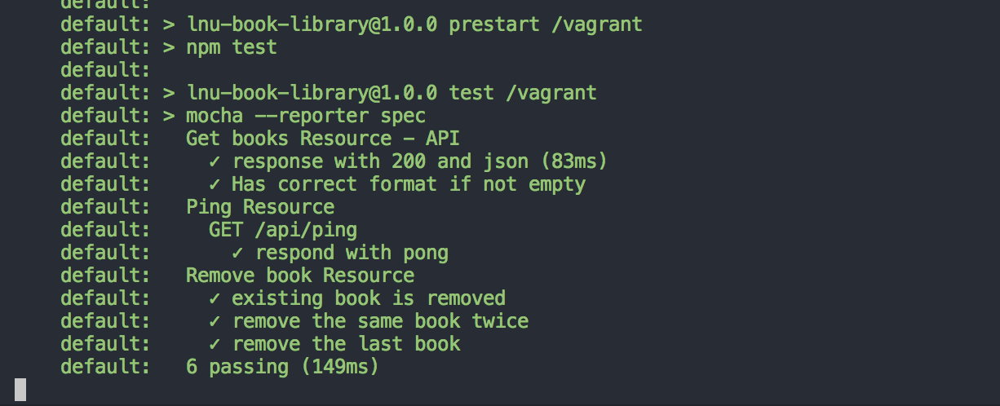 default:
default: > lnu-book-library@1.0.0 prestart /vagrant
default: > npm test
default:
default: > lnu-book-library@1.0.0 test /vagrant
default: > mocha --reporter spec
default:   Get books Resource - API
default:     ✓ response with 200 and json (83ms)
default:     ✓ Has correct format if not empty
default:   Ping Resource
default:     GET /api/ping
default:       ✓ respond with pong
default:   Remove book Resource
default:     ✓ existing book is removed
default:     ✓ remove the same book twice
default:     ✓ remove the last book
default:   6 passing (149ms)